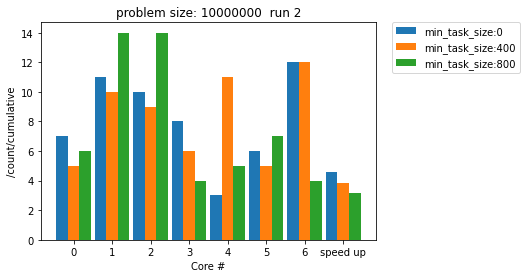 problem size: 10000000  run 2
min_task_size:0
min_task_size:400
min_task_size:800
/count/cumulative
14
12
10
8
6
4
2
0
0 1 2 3 4 5 6 speed up
Core #